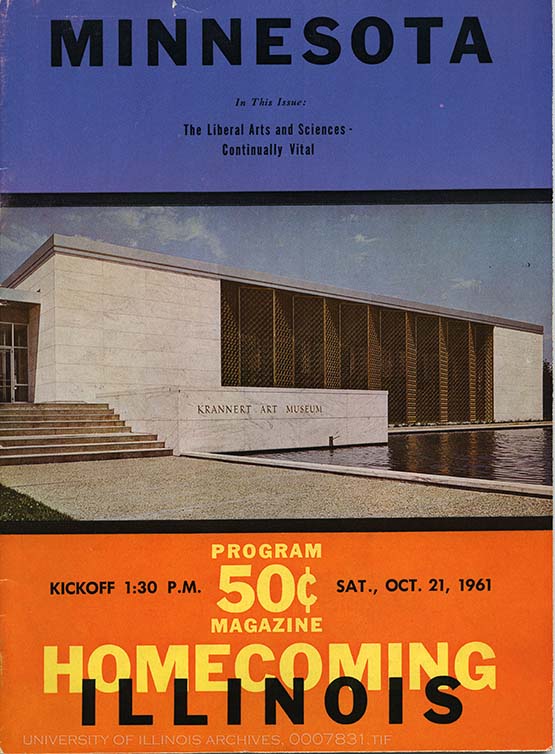 MINNESOTA
In This Issue:
The Liberal Arts and Sciences -
Continually Vital
KRANNERT ART MUSEUM
PROGRAM
KICKOFF 1:30 P.M. 50¢ SAT., OCT. 21, 1961
MAGAZINE
HOMECOMING
ILLINOIS
UNIVERSITY OF ILLINOIS ARCHIVES, 0007831.TIF